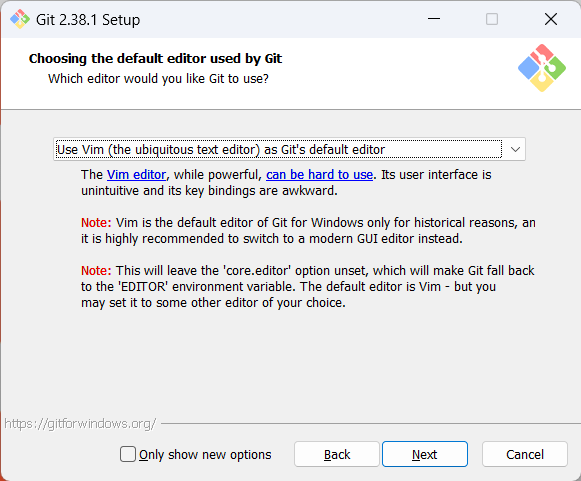 Git 2.38.1 Setup
Choosing the default editor used by Git
Which editor would you like Git to use?
Use Vim (the ubiquitous text editor) as Git's default editor
The Vim editor, while powerful, can be hard to use. Its user interface is
unintuitive and its key bindings are awkward.
Note: Vim is the default editor of Git for Windows only for historical reasons, an
it is highly recommended to switch to a modern GUI editor instead.
Note: This will leave the 'core.editor' option unset, which will make Git fall back
to the 'EDITOR' environment variable. The default editor is Vim - but you
may set it to some other editor of your choice.
https://gitforwindows.org/
Only show new options
Back
Next
Cancel